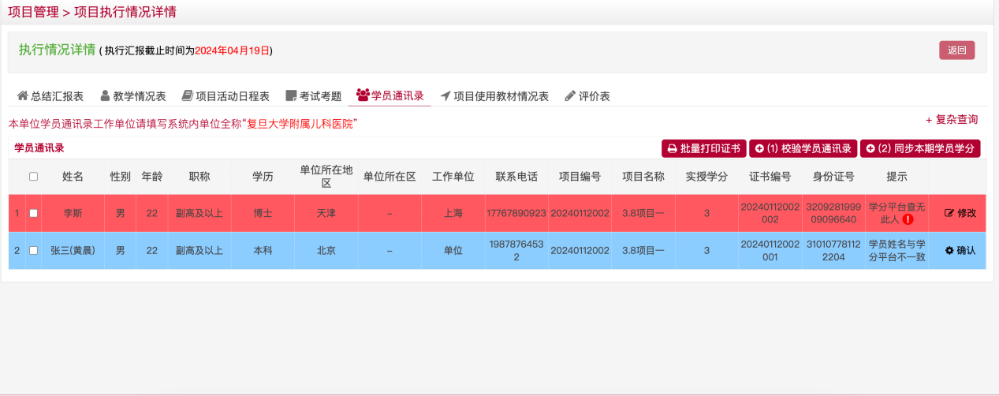 项目管理 > 项目执行情况详情
执行情况详情 ( 执行汇报截止时间为2024年04月19日)
返回
总结汇报表 教学情况表 项目活动日程表 考试考题 学员通讯录 项目使用教材情况表 评价表
本单位学员通讯录工作单位请填写系统内单位全称“复旦大学附属儿科医院”
+ 复杂查询
学员通讯录 批量打印证书 (1) 校验学员通讯录 (2) 同步本期学员学分
姓名 性别 年龄 职称 学历 单位所在地区 单位所在区 工作单位 联系电话 项目编号 项目名称 实授学分 证书编号 身份证号 提示
1 李斯 男 22 副高及以上 博士 天津 – 上海 17767890923 20240112002 3.8项目一 3 20240112002002 320928199909096640 学分平台查无此人 修改
2 张三(黄晨) 男 22 副高及以上 本科 北京 – 单位 19878764532 20240112002 3.8项目一 3 20240112002001 310107781122204 学员姓名与学分平台不一致 确认